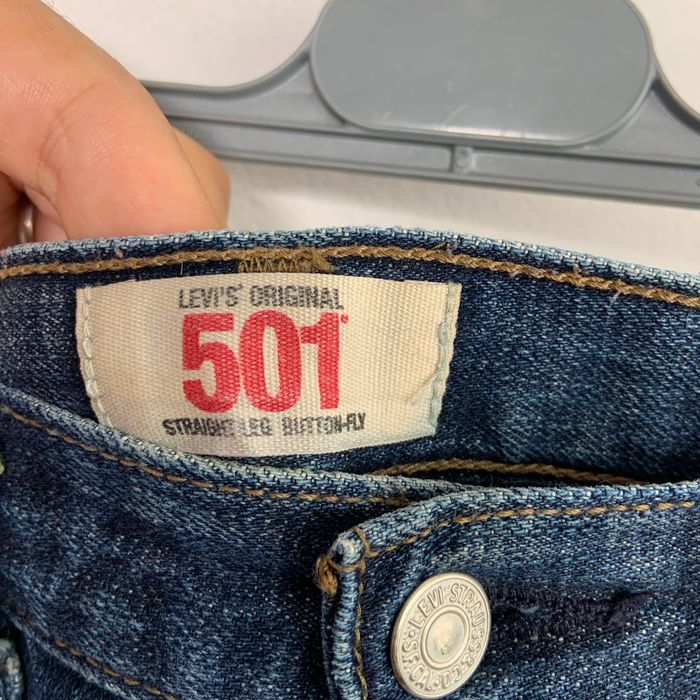 LEVI'S® ORIGINAL
501®
STRAIGHT LEG BUTTON-FLY
LEVI STRAUSS & CO